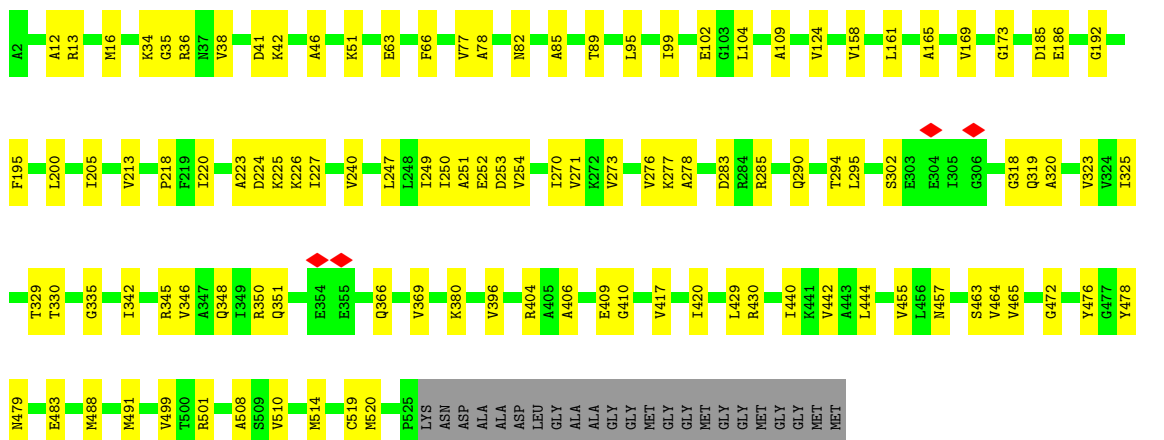 A2 A12 R13 M16 K34 G35 R36 N37 V38 D41 K42 A46 K51 E63 F66 V77 A78 N82 A85 T89 L95 I99 E102 G103 L104 A109 V124 V158 L161 A165 V169 G173 D185 E186 G192
F195 L200 I205 V213 P218 F219 I220 A223 D224 K225 K226 I227 V240 L247 L248 I249 I250 A251 E252 D253 V254 I270 V271 K272 V273 V276 K277 A278 D283 R284 R285 Q290 T294 L295 S302 E303 E304 I305 G306 G318 Q319 A320 V323 V324 I325
T329 T330 G335 I342 R345 V346 A347 Q348 I349 R350 Q351 E354 E355 Q366 V369 K380 V396 R404 A405 A406 E409 G410 V417 I420 L429 R430 I440 K441 V442 A443 L444 V455 L456 N457 S463 V464 V465 G472 Y476 G477 Y478
N479 E483 M488 M491 V499 T500 R501 A508 S509 V510 M514 C519 M520 P525 LYS ASN ASP ALA ALA ASP LEU GLY ALA ALA GLY GLY MET GLY GLY MET GLY GLY MET GLY GLY MET MET